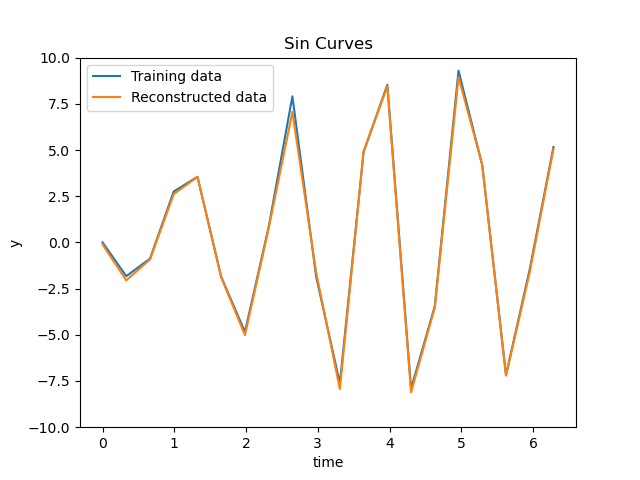 Sin Curves
Training data
Reconstructed data
10.0
7.5
5.0
2.5
0.0
−2.5
−5.0
−7.5
−10.0
y
0 1 2 3 4 5 6
time